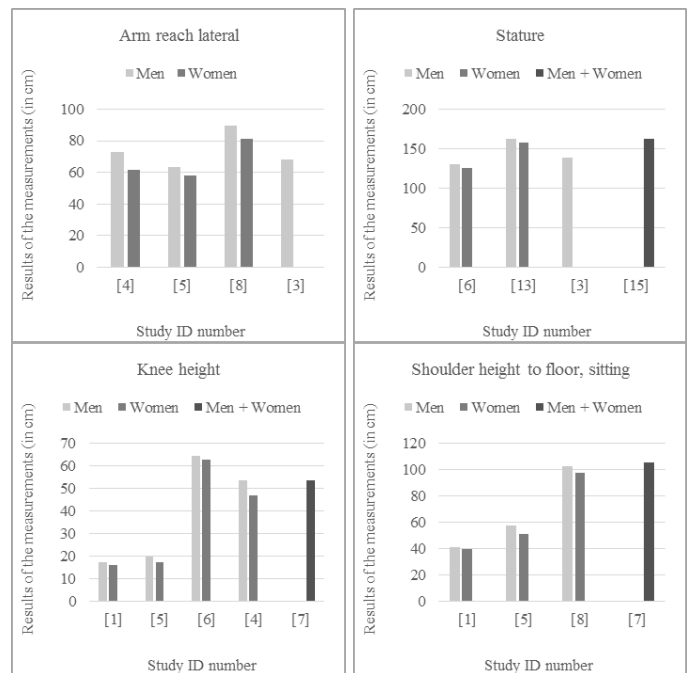 Arm reach lateral
Men Women
Results of the measurements (in cm)
100
80
60
40
20
0
[4] [5] [8] [3]
Study ID number
Stature
Men Women Men + Women
Results of the measurements (in cm)
200
150
100
50
0
[6] [13] [3] [15]
Study ID number
Knee height
Men Women Men + Women
Results of the measurements (in cm)
70
60
50
40
30
20
10
0
[1] [5] [6] [4] [7]
Study ID number
Shoulder height to floor, sitting
Men Women Men + Women
Results of the measurements (in cm)
120
100
80
60
40
20
0
[1] [5] [8] [7]
Study ID number